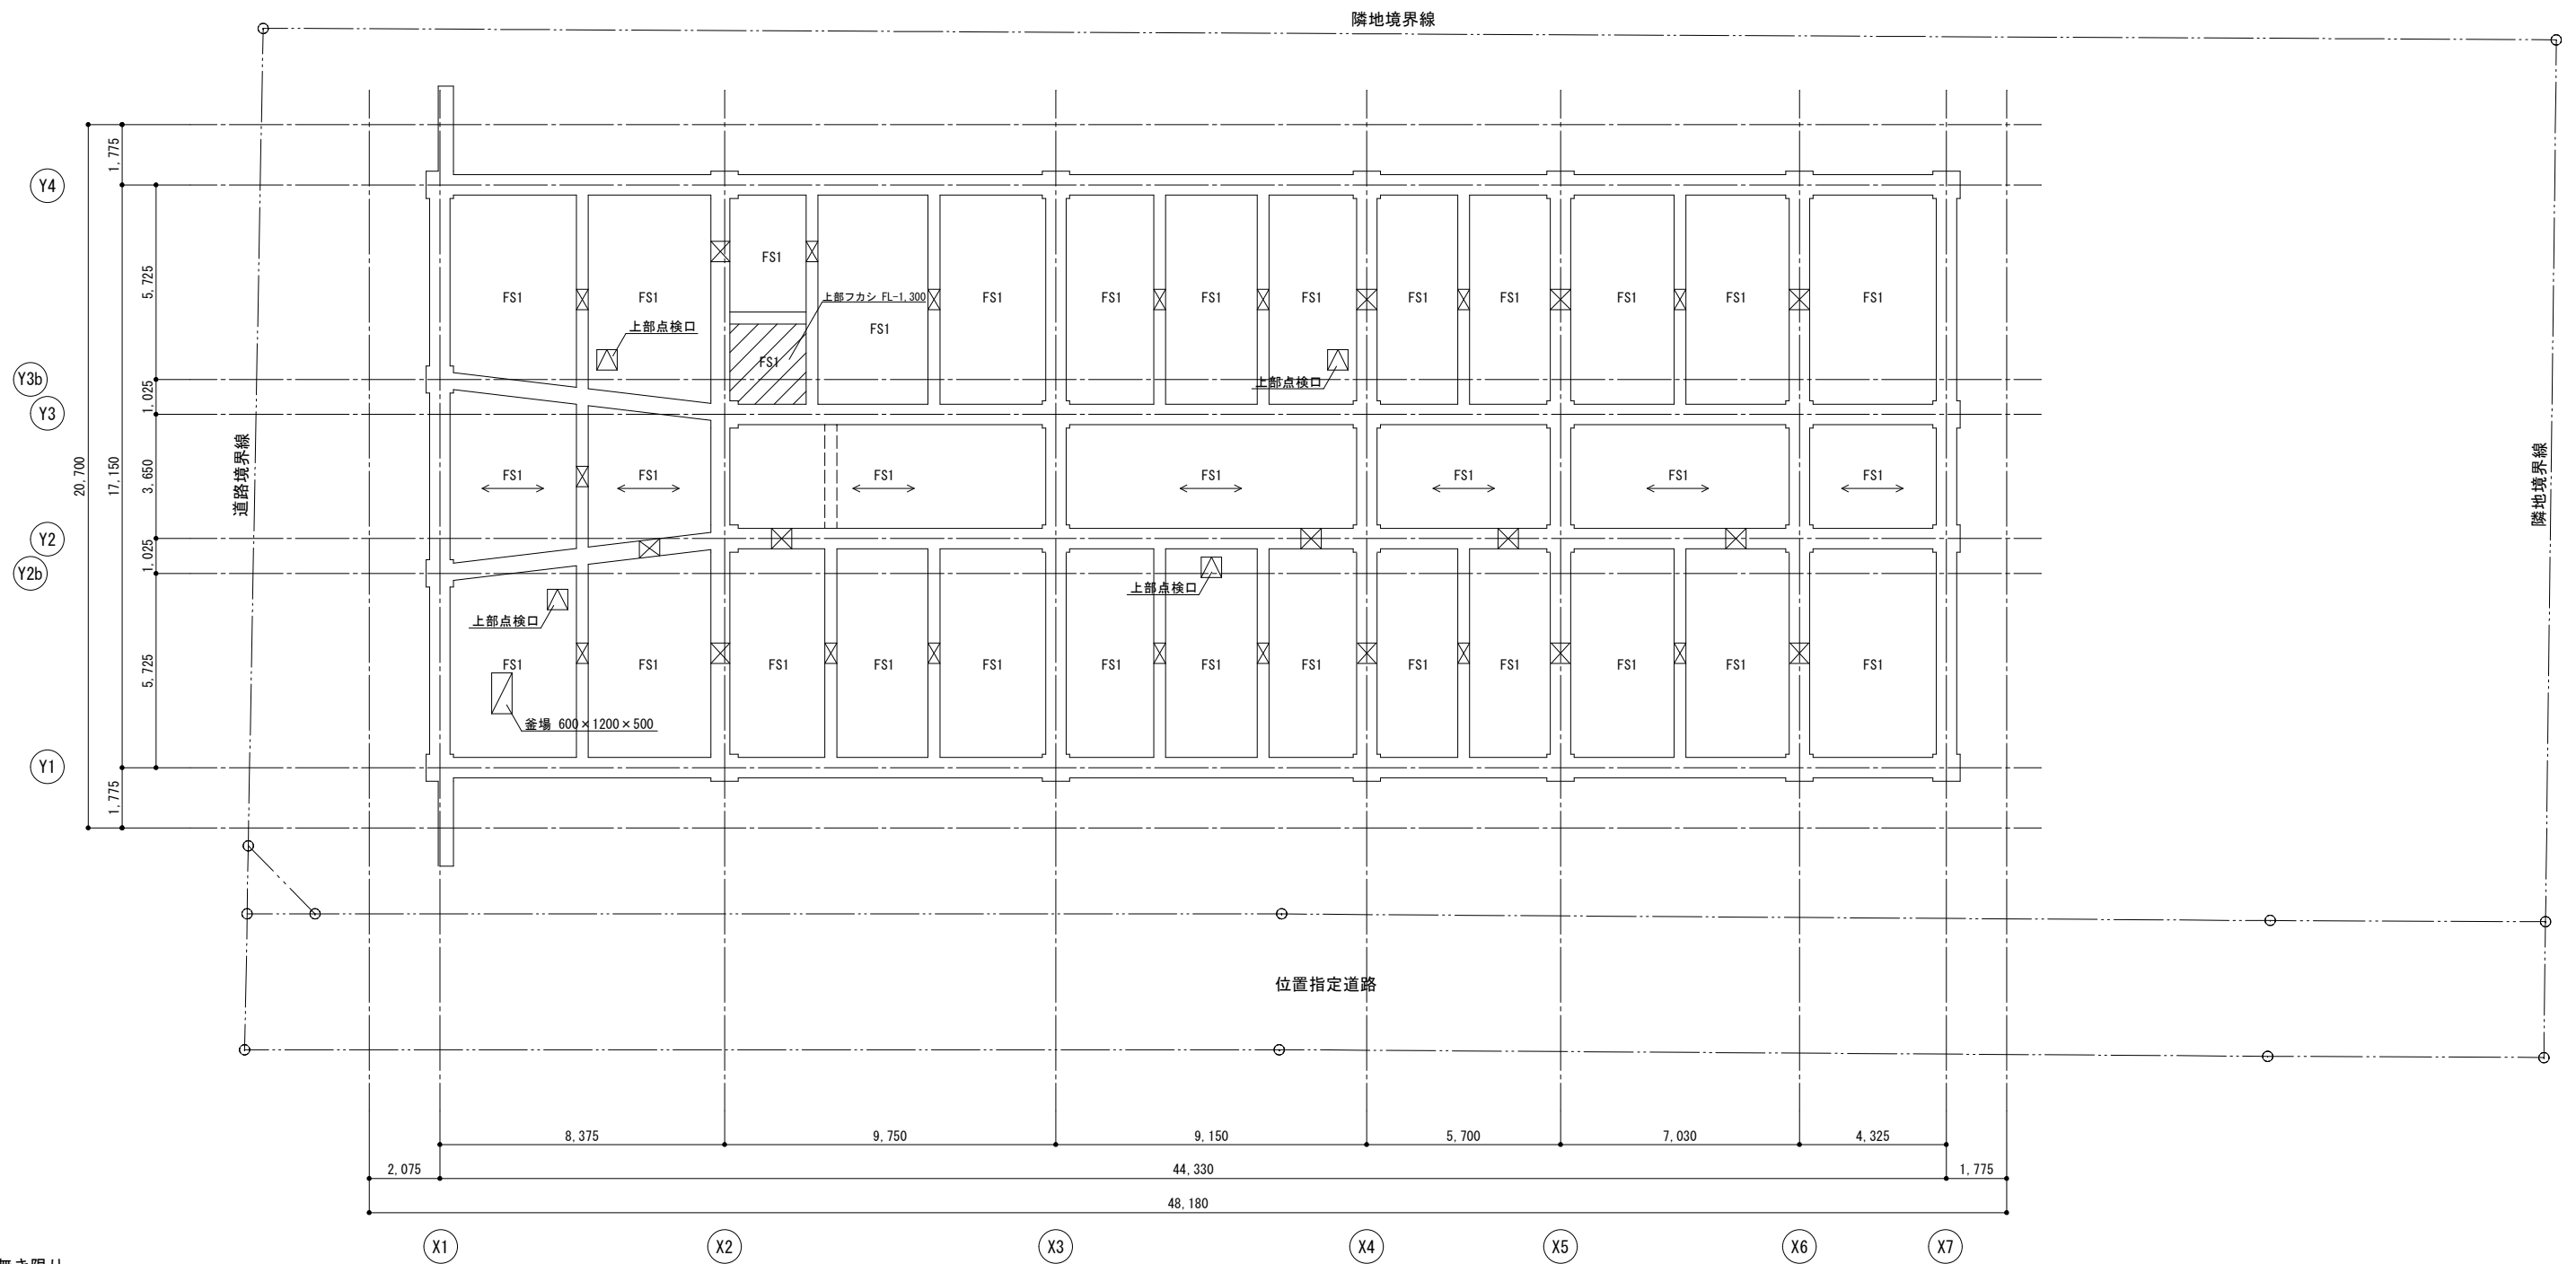 隣地境界線
1,775
Y4
FS1
5,725
FS1
FS1
上部フカシ FL-1,300
FS1
FS1
FS1
FS1
FS1
FS1
FS1
FS1
FS1
上部点検口
FS1
FS1
Y3b
上部点検口
1,025
Y3
道路境界線
隣地境界線
20,700
17,150
3,650
FS1
FS1
FS1
FS1
FS1
FS1
FS1
Y2
1,025
Y2b
上部点検口
上部点検口
5,725
FS1
FS1
FS1
FS1
FS1
FS1
FS1
FS1
FS1
FS1
FS1
FS1
FS1
釜場 600×1200×500
Y1
1,775
位置指定道路
8,375
9,750
9,150
5,700
7,030
4,325
2,075
44,330
1,775
48,180
X1
X2
X3
X4
X5
X6
X7